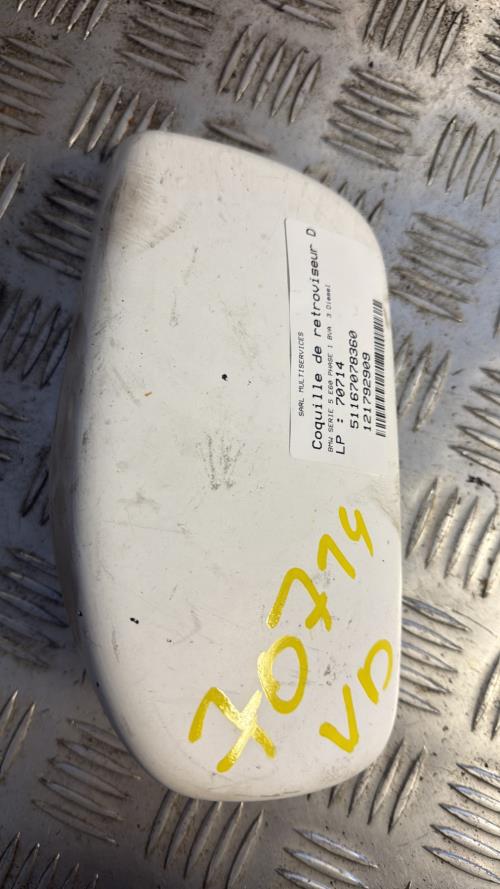 SARL MULTISERVICES
Coquille de retroviseur D
BMW SERIE 5 E60 PHASE 1 BVA 3 Diesel
LP : 70714
51167078360
121792909
70714
VD